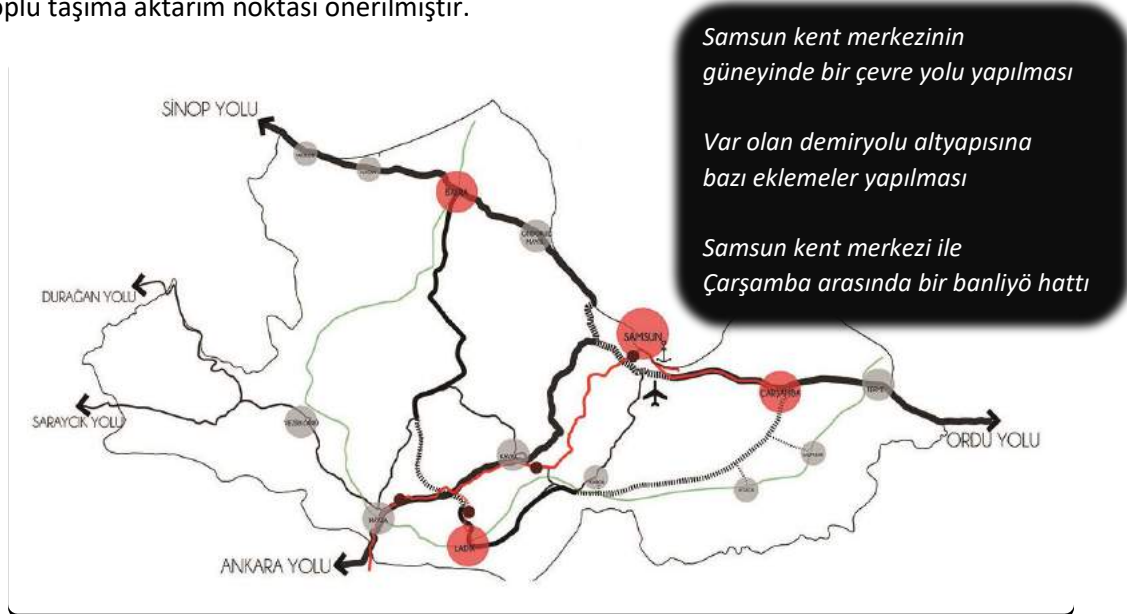 oplu taşıma aktarım noktası önerilmiştir.
Samsun kent merkezinin
güneyinde bir çevre yolu yapılması
Var olan demiryolu altyapısına
bazı eklemeler yapılması
Samsun kent merkezi ile
Çarşamba arasında bir banliyö hattı
SİNOP YOLU
BAFRA
DURAĞAN YOLU
SAMSUN
ÇARŞAMBA
SARAYCIK YOLU
ORDU YOLU
KAVAK
LADİK
ANKARA YOLU